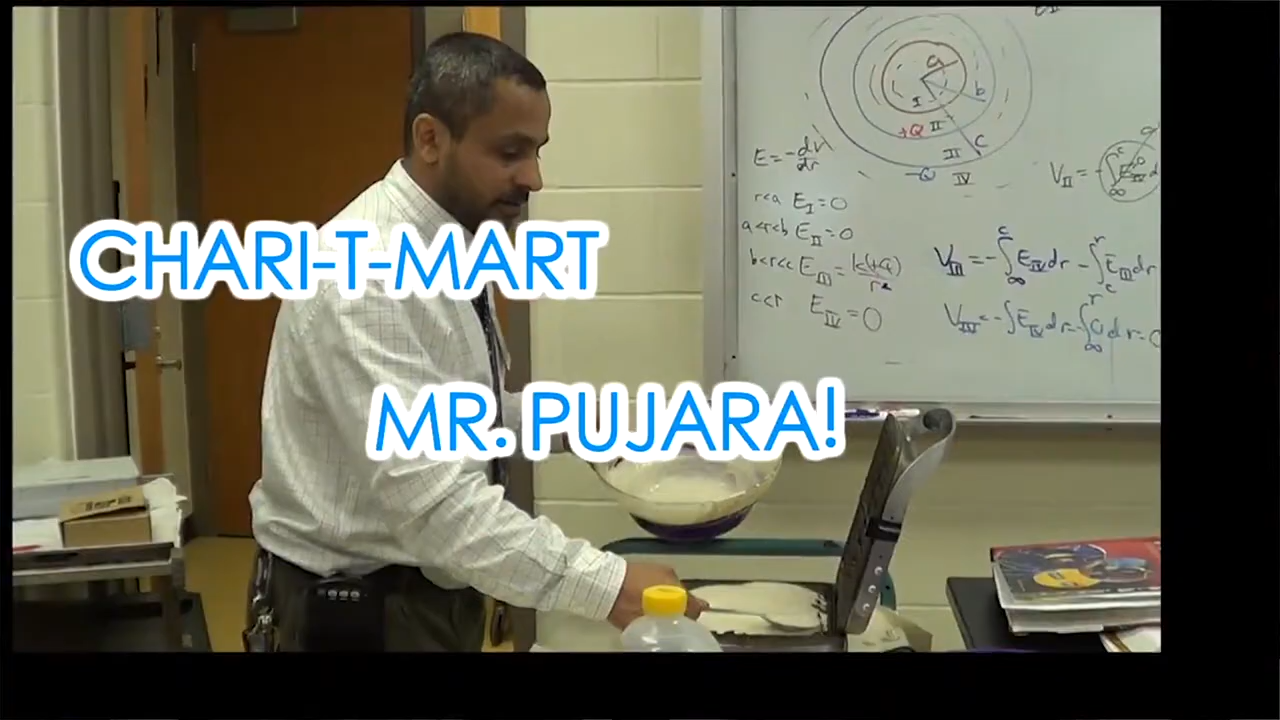 CHARI-T-MART
MR. PUJARA!
a
I
b
+Q II
III
C
-Q
IV
E = -dV/dr
r<a E_I = 0
a<r<b E_II = 0
b<r<c E_III = k(+Q)/r²
c<r E_IV = 0
V_II = -
V_III = -∫_∞^c E_IV dr - ∫_c^r E_III dr
V_IV = -∫E_IV dr = -∫_∞^r 0 dr = 0